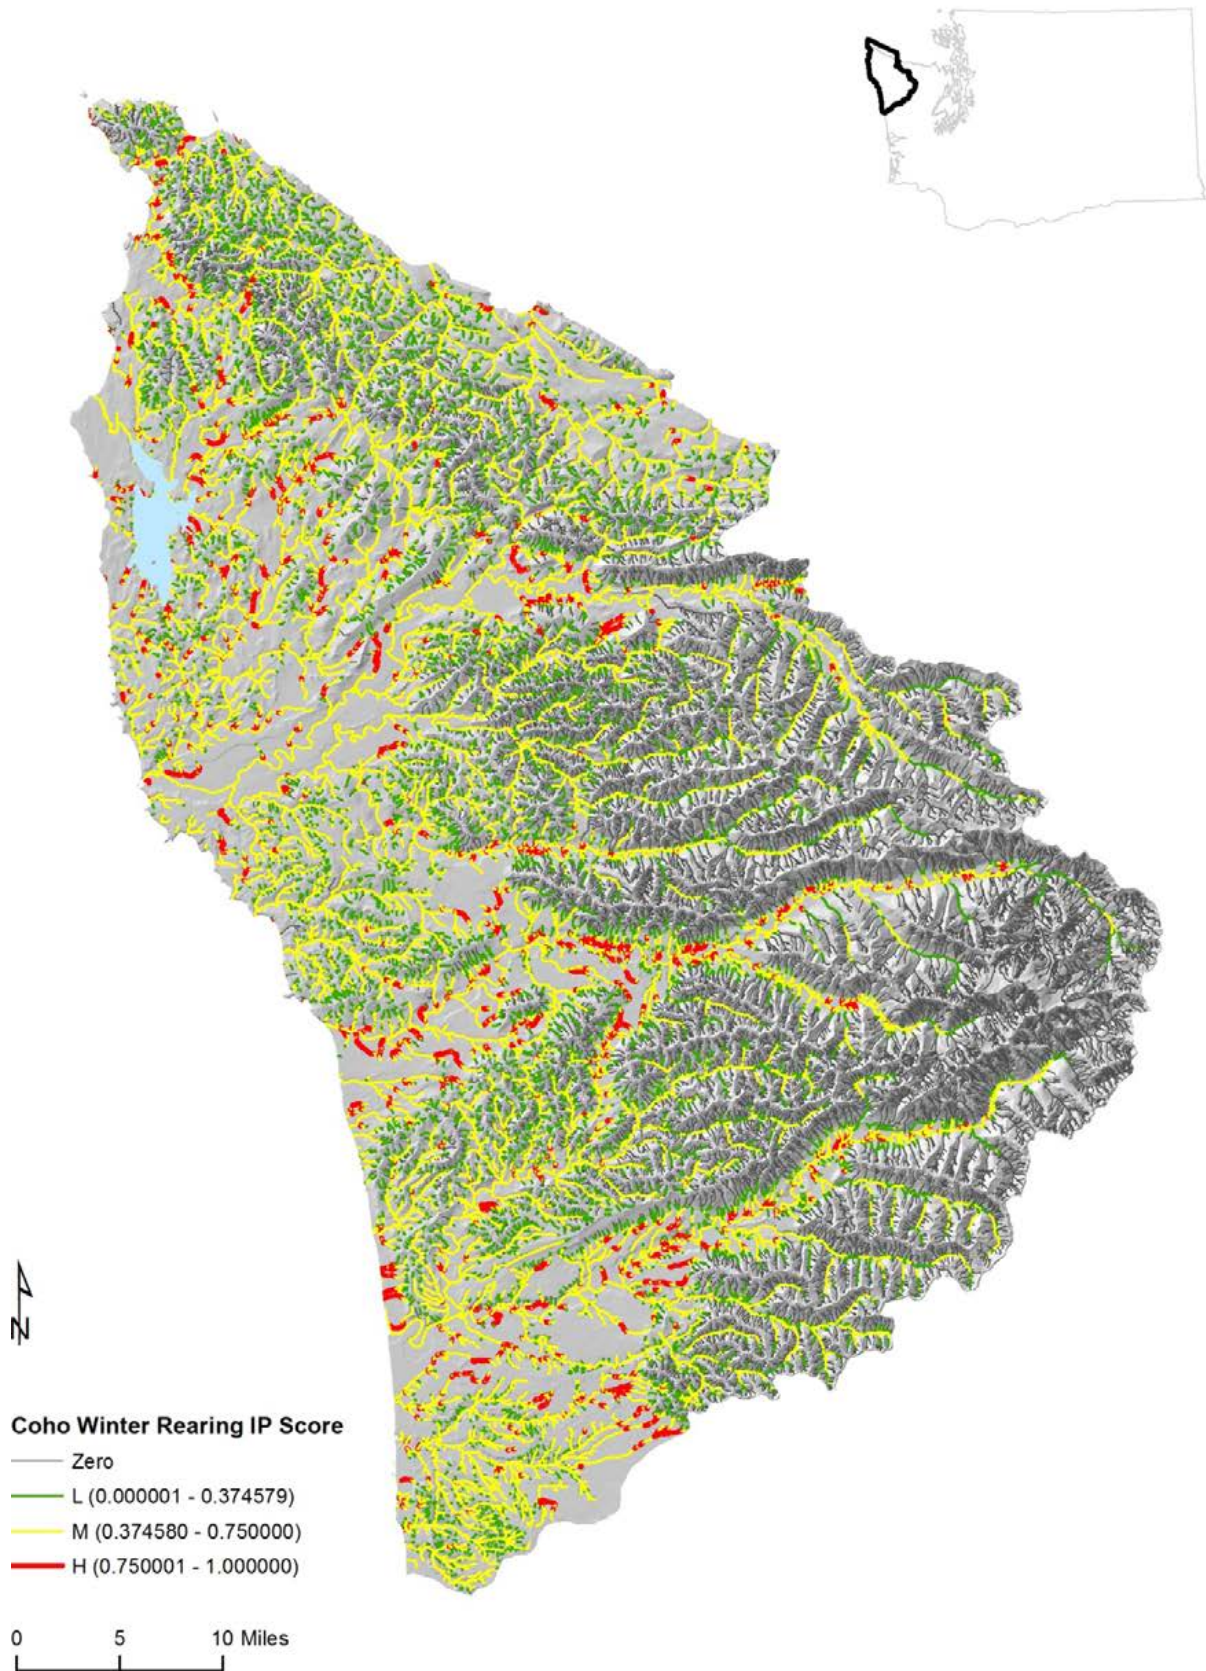 N
Coho Winter Rearing IP Score
Zero
L (0.000001 - 0.374579)
M (0.374580 - 0.750000)
H (0.750001 - 1.000000)
0 5 10 Miles